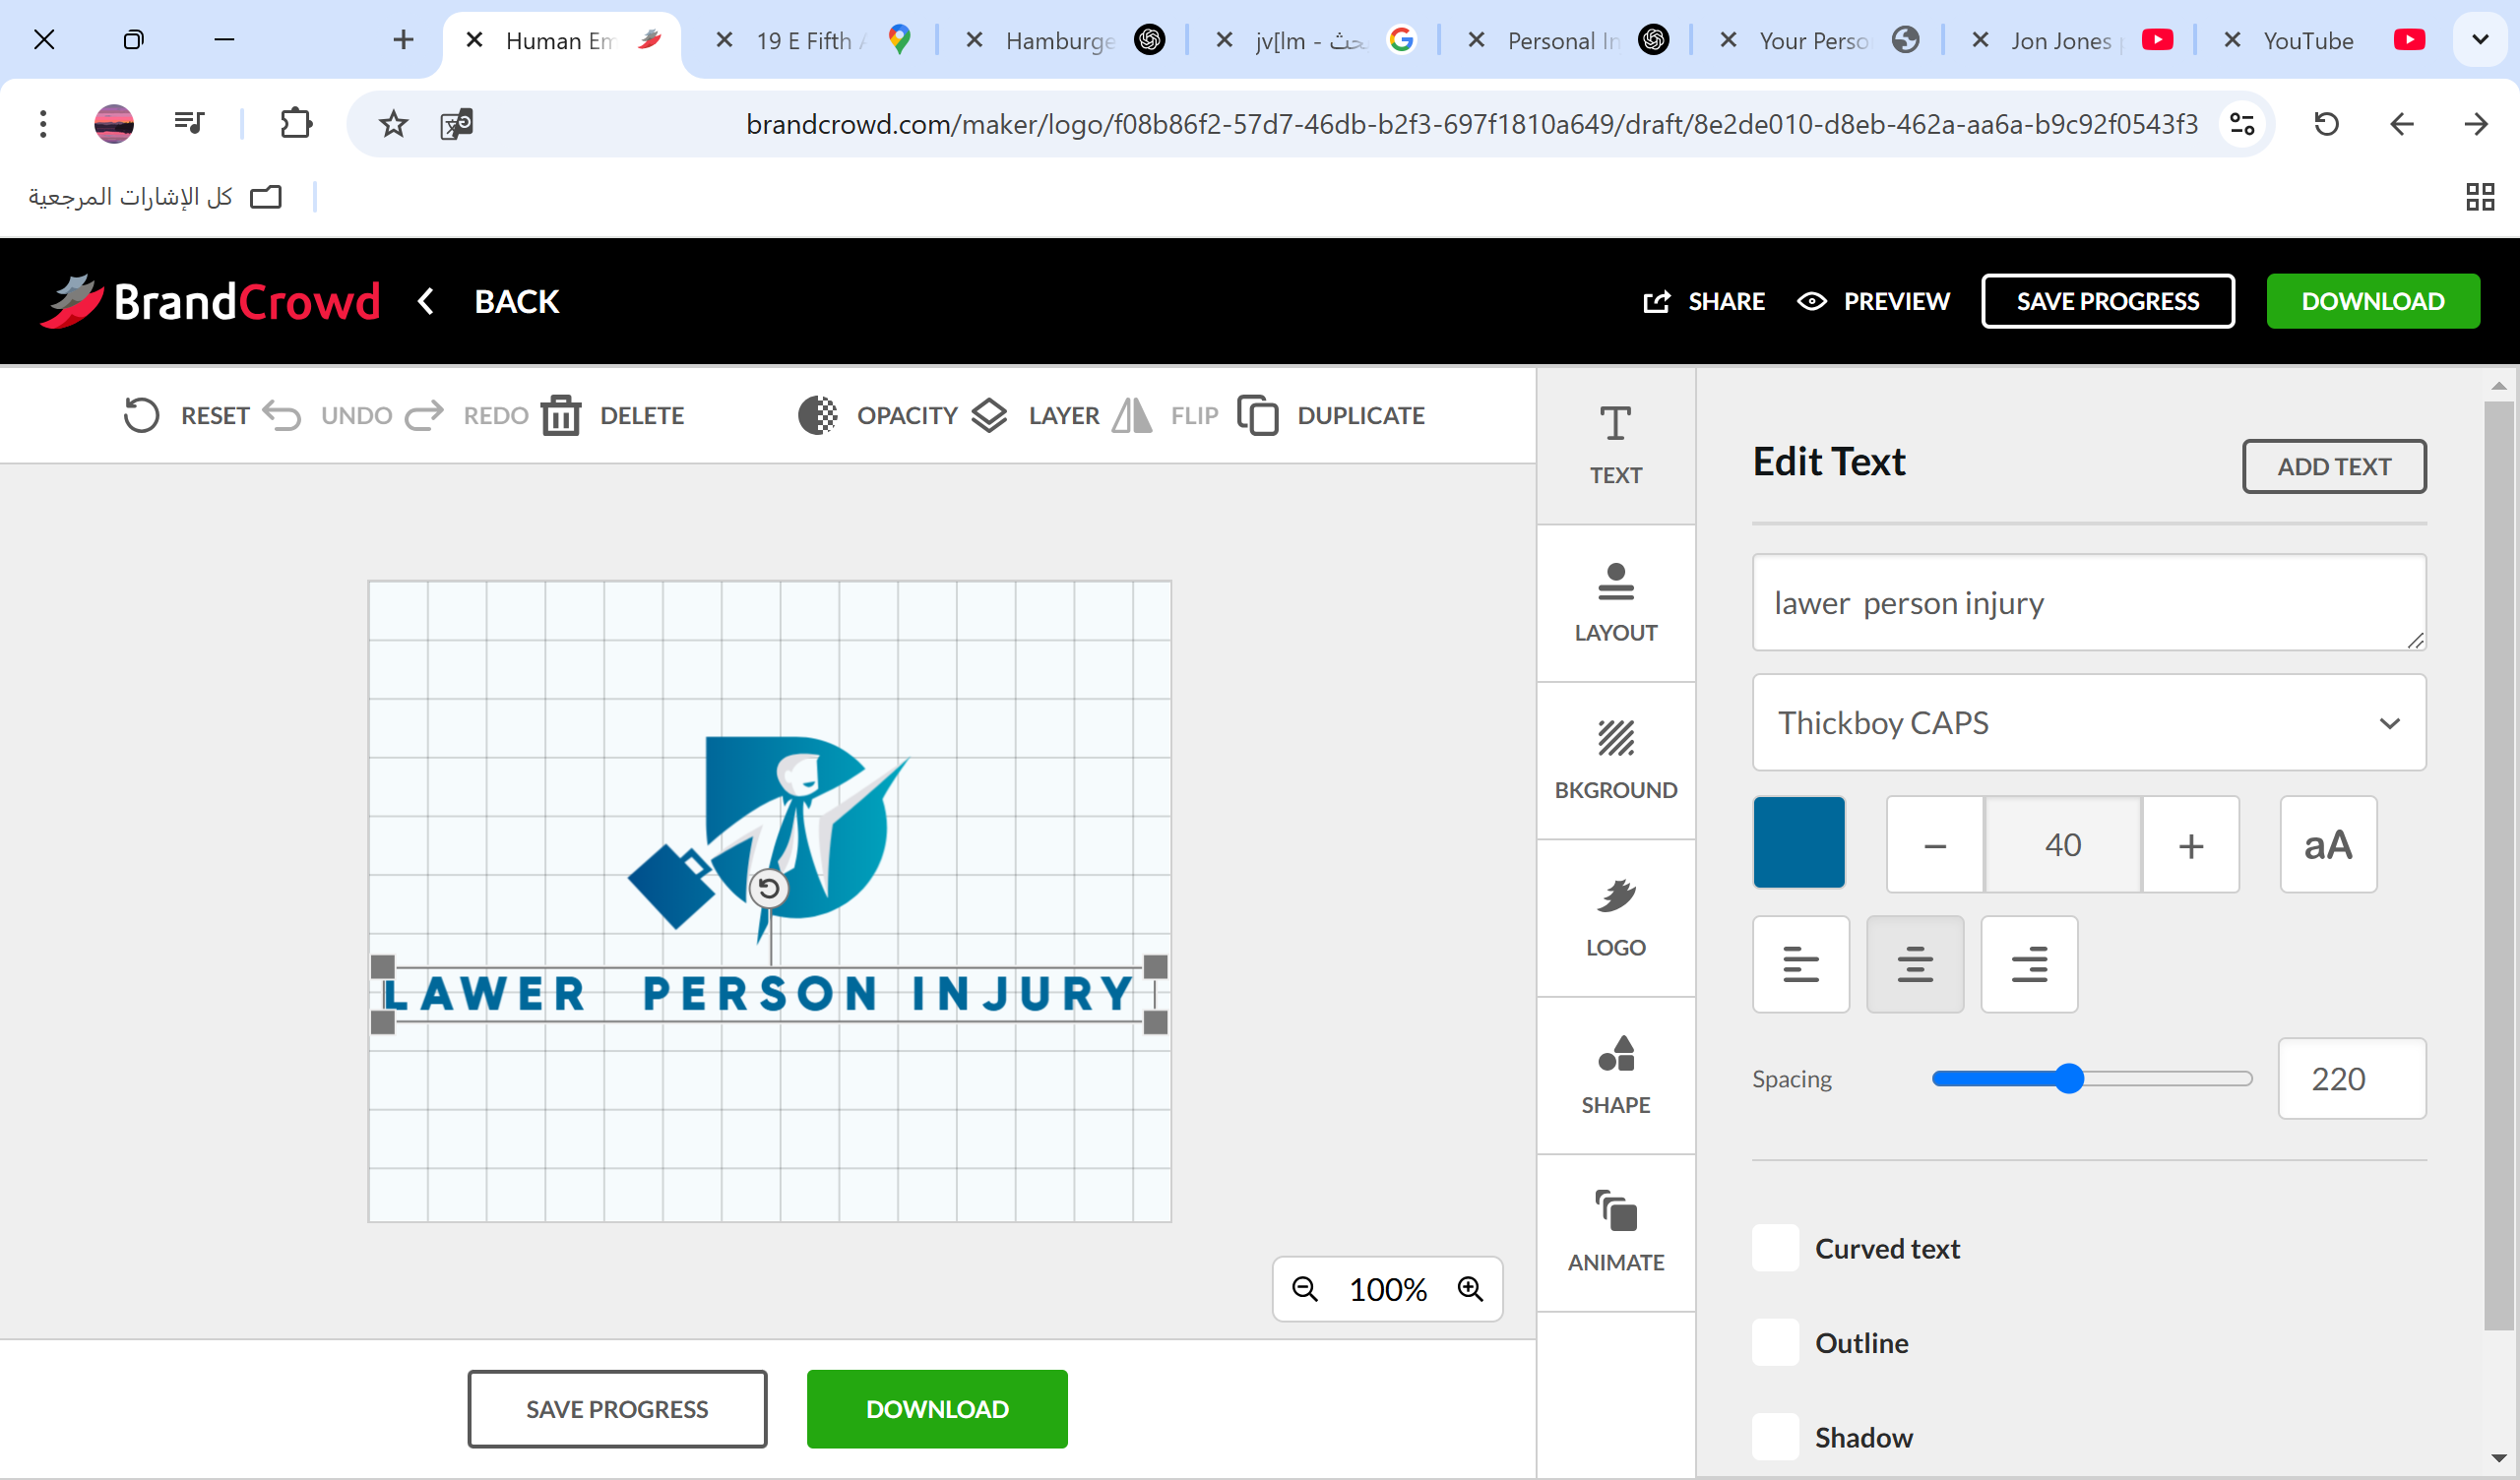 Human Em
19 E Fifth A
Hamburge
jv[lm - بحث
Personal In
Your Perso
Jon Jones p
YouTube
brandcrowd.com/maker/logo/f08b86f2-57d7-46db-b2f3-697f1810a649/draft/8e2de010-d8eb-462a-aa6a-b9c92f0543f3
كل الإشارات المرجعية
BrandCrowd
BACK
SHARE
PREVIEW
SAVE PROGRESS
DOWNLOAD
RESET
UNDO
REDO
DELETE
OPACITY
LAYER
FLIP
DUPLICATE
LAWER  PERSON INJURY
100%
SAVE PROGRESS
DOWNLOAD
TEXT
LAYOUT
BKGROUND
LOGO
SHAPE
ANIMATE
Edit Text
ADD TEXT
lawer  person injury
Thickboy CAPS
40
aA
Spacing
220
Curved text
Outline
Shadow